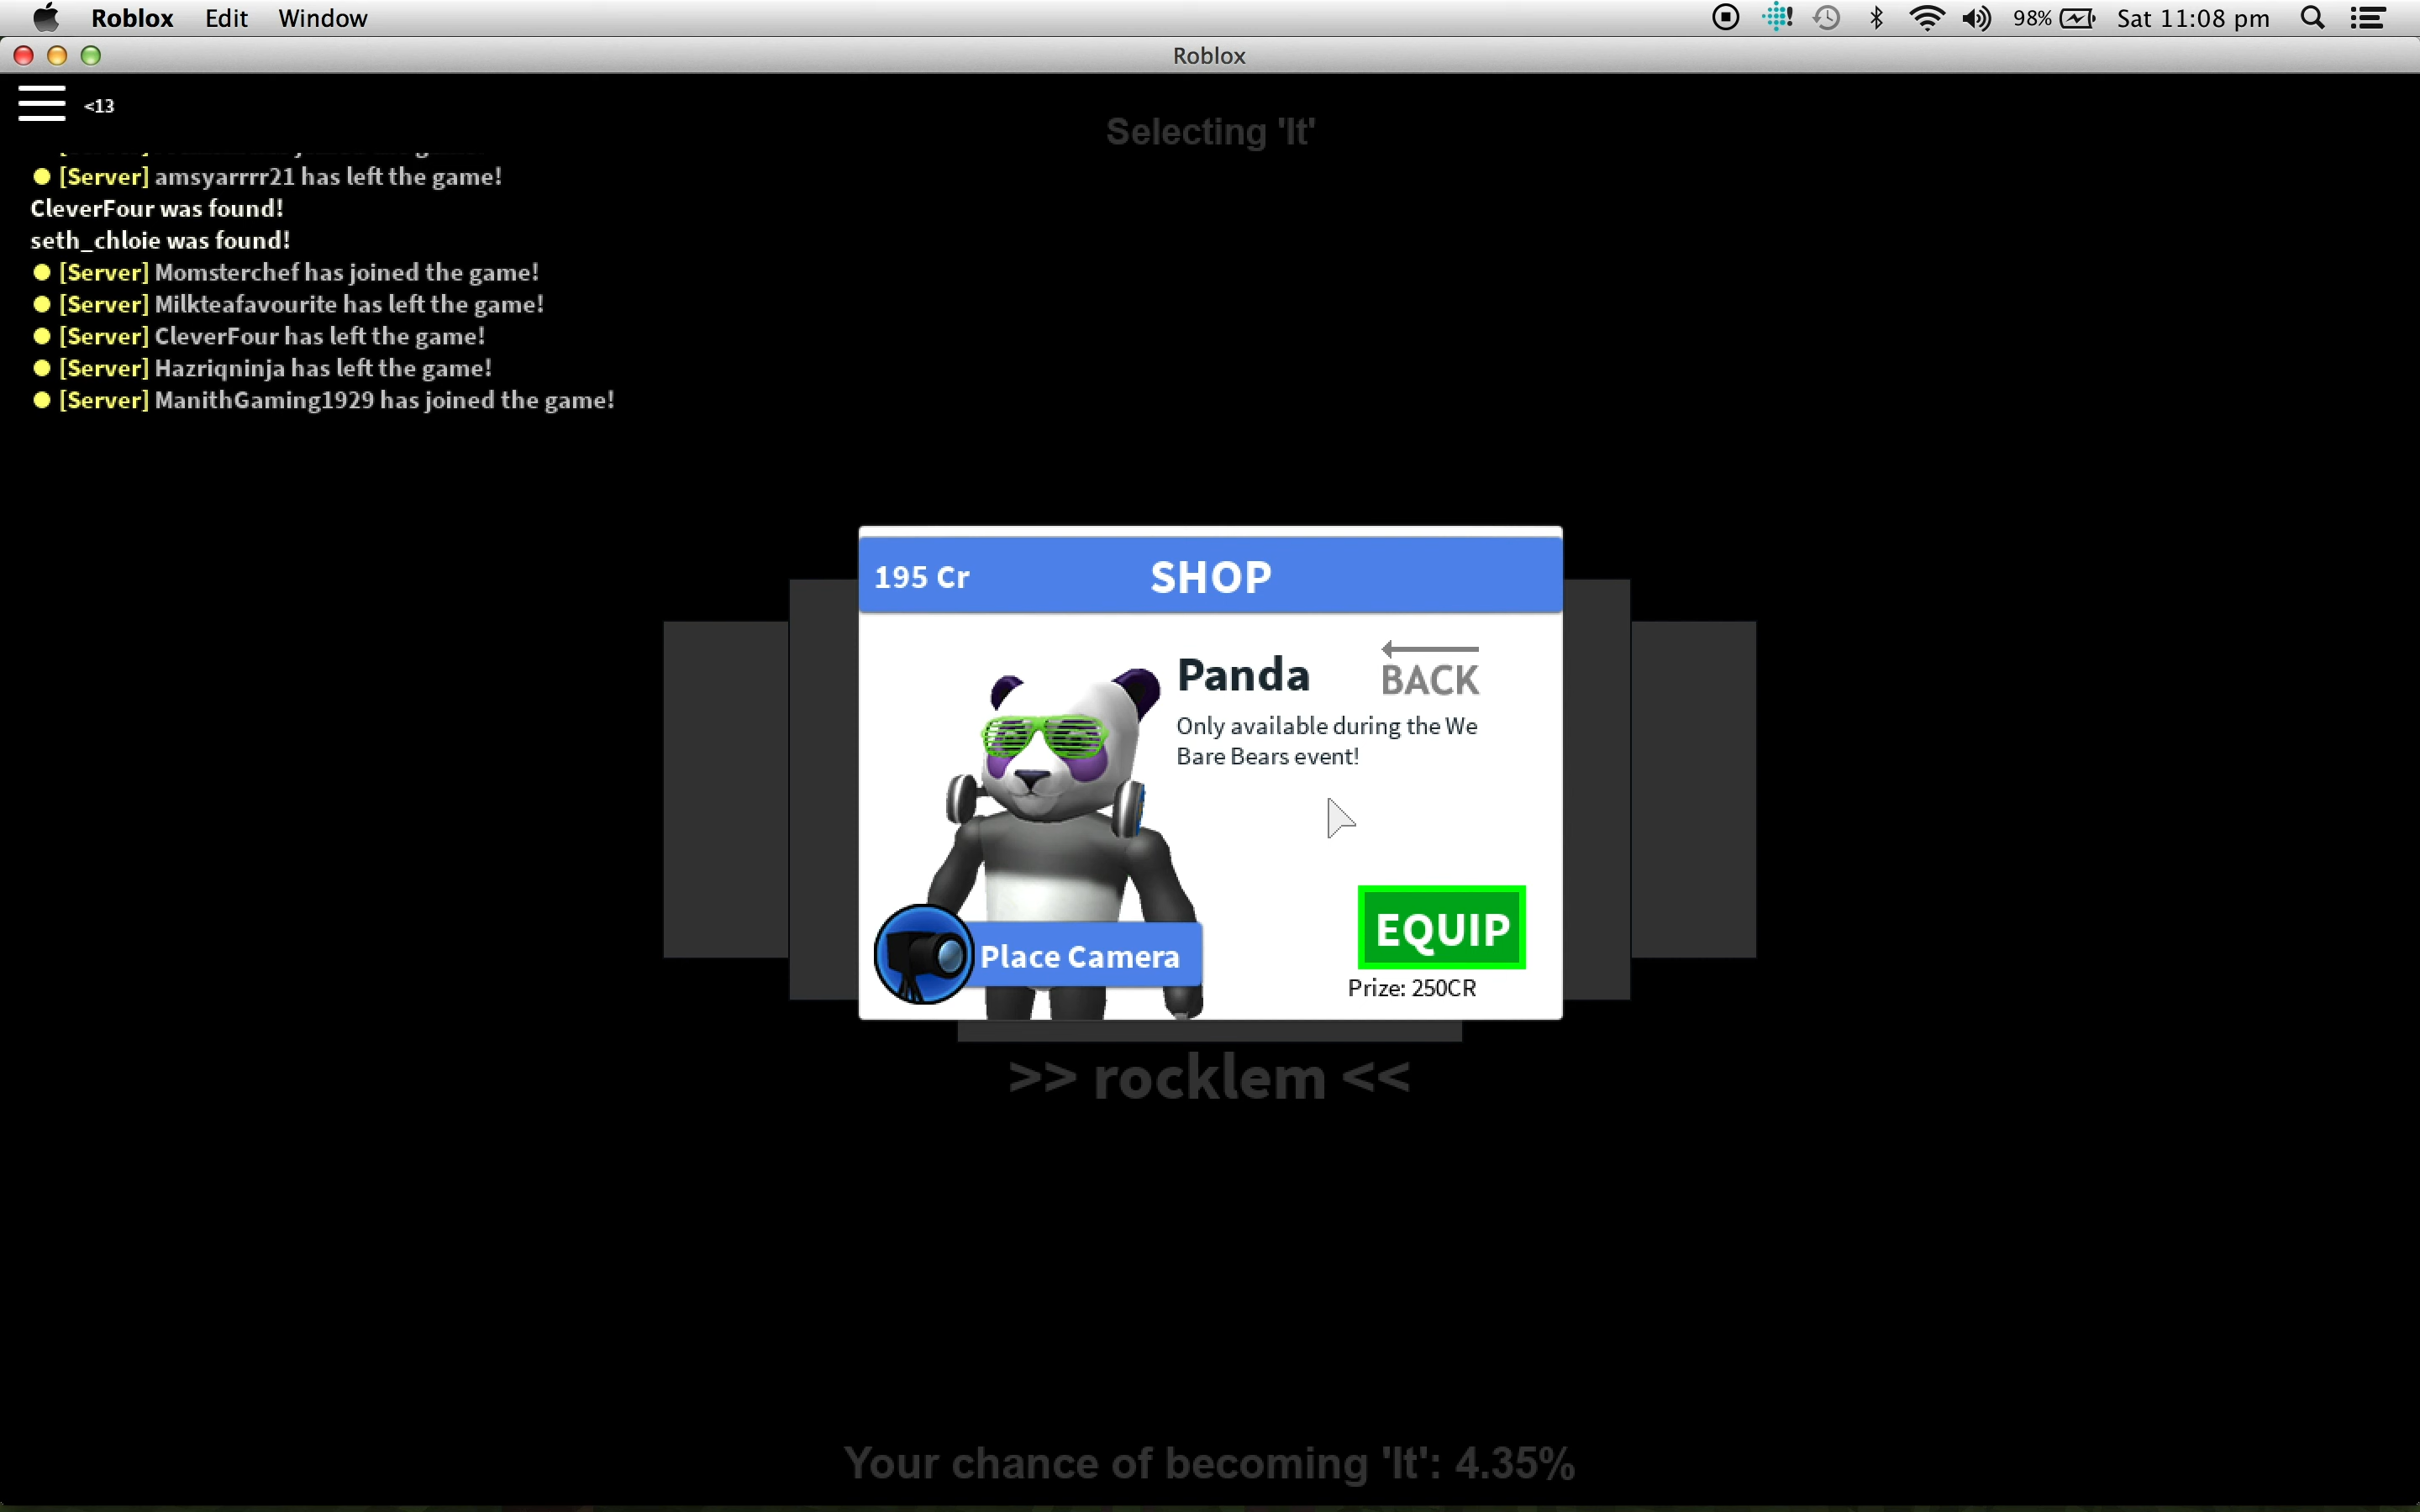 Roblox Edit Window 98% Sat 11:08 pm
Roblox
<13
Selecting 'It'
[Server] amsyarrrr21 has left the game!
CleverFour was found!
seth_chloie was found!
[Server] Momsterchef has joined the game!
[Server] Milkteafavourite has left the game!
[Server] CleverFour has left the game!
[Server] Hazriqninja has left the game!
[Server] ManithGaming1929 has joined the game!
195 Cr SHOP
Panda
BACK
Only available during the We
Bare Bears event!
EQUIP
Place Camera
Prize: 250CR
>> rocklem <<
Your chance of becoming 'It': 4.35%